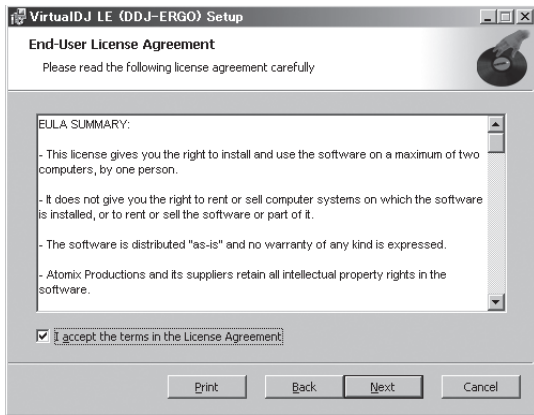 VirtualDJ LE (DDJ-ERGO) Setup
End-User License Agreement
Please read the following license agreement carefully
EULA SUMMARY:
- This license gives you the right to install and use the software on a maximum of two
computers, by one person.
- It does not give you the right to rent or sell computer systems on which the software
is installed, or to rent or sell the software or part of it.
- The software is distributed "as-is" and no warranty of any kind is expressed.
- Atomix Productions and its suppliers retain all intellectual property rights in the
software.
I accept the terms in the License Agreement
Print Back Next Cancel